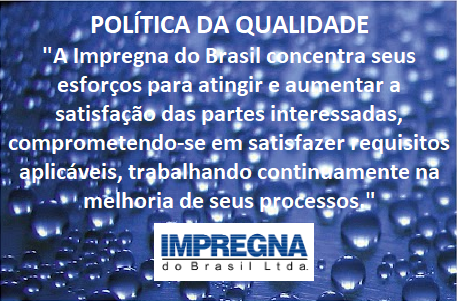 POLÍTICA DA QUALIDADE
"A Impregna do Brasil concentra seus
esforços para atingir e aumentar a
satisfação das partes interessadas,
comprometendo-se em satisfazer requisitos
aplicáveis, trabalhando continuamente na
melhoria de seus processos."
IMPREGNA
do Brasil Ltda.